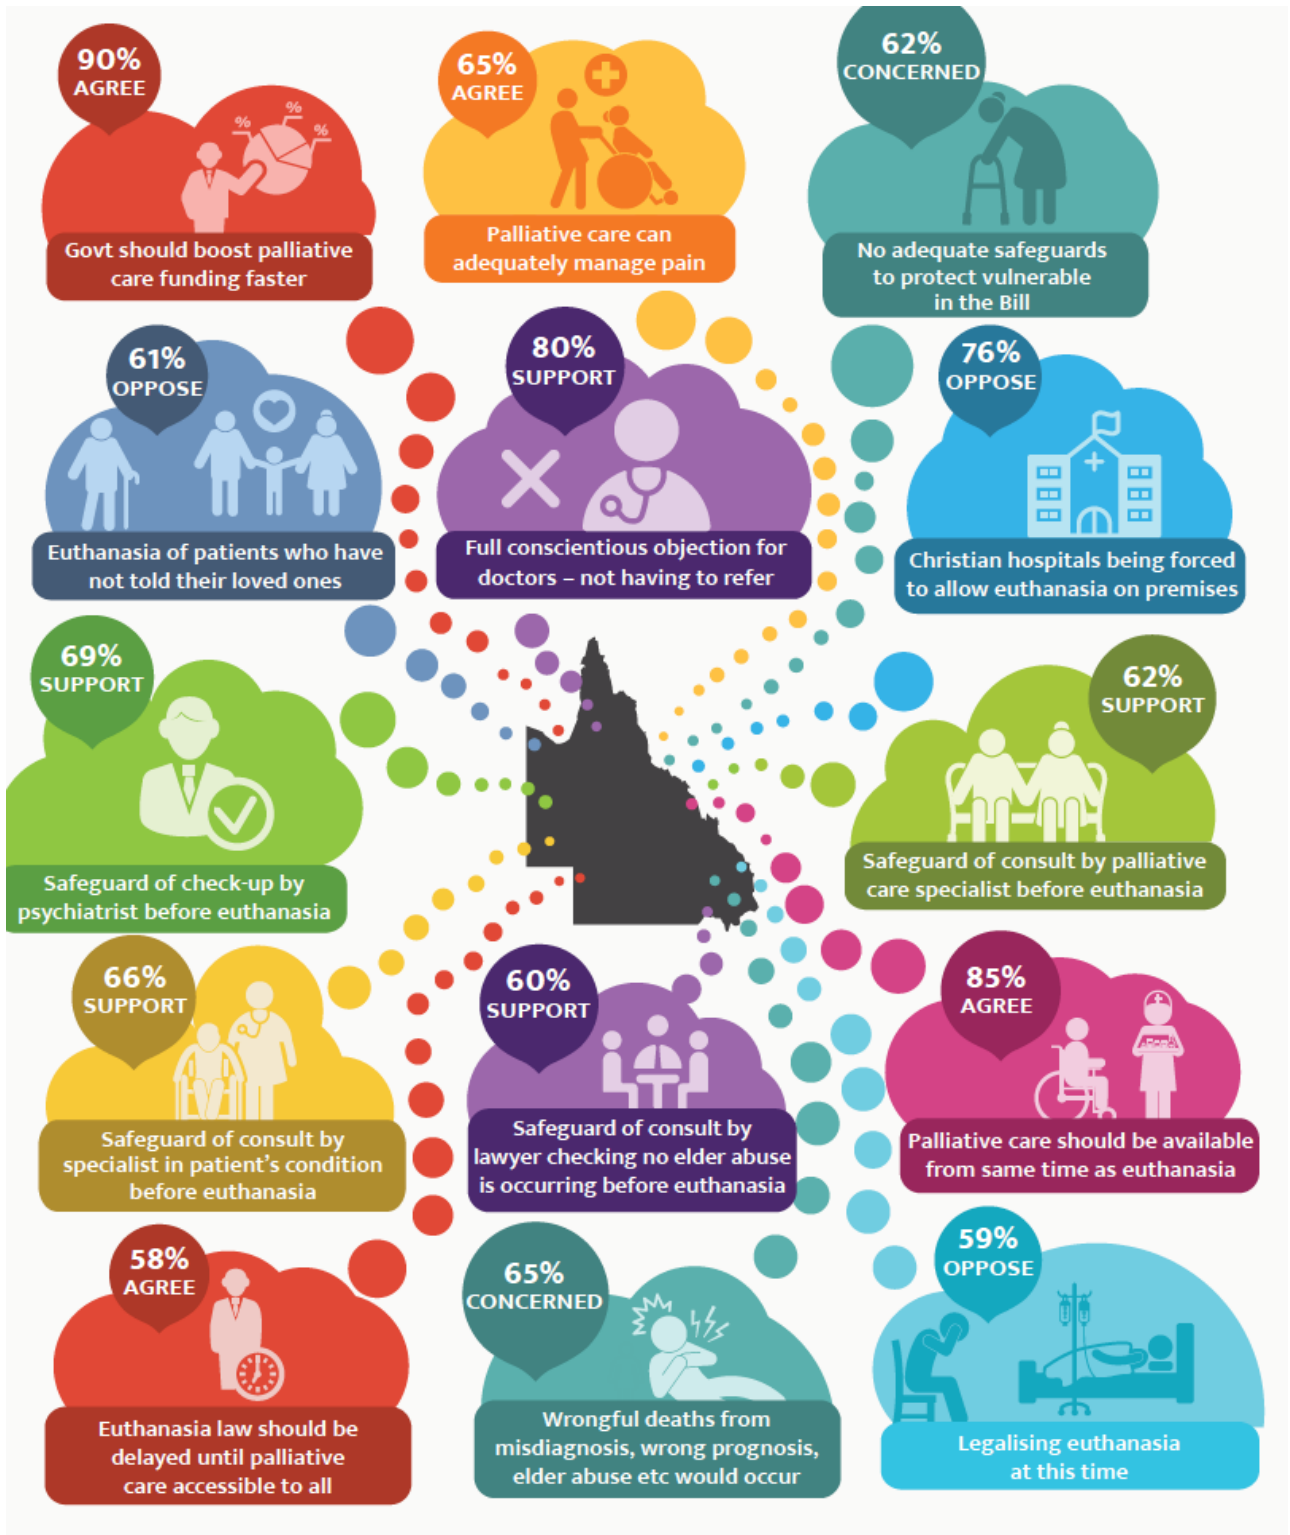 90%
AGREE
%
%
%
Govt should boost palliative
care funding faster
65%
AGREE
Palliative care can
adequately manage pain
62%
CONCERNED
No adequate safeguards
to protect vulnerable
in the Bill
61%
OPPOSE
Euthanasia of patients who have
not told their loved ones
80%
SUPPORT
Full conscientious objection for
doctors – not having to refer
76%
OPPOSE
Christian hospitals being forced
to allow euthanasia on premises
69%
SUPPORT
Safeguard of check-up by
psychiatrist before euthanasia
62%
SUPPORT
Safeguard of consult by palliative
care specialist before euthanasia
66%
SUPPORT
Safeguard of consult by
specialist in patient's condition
before euthanasia
60%
SUPPORT
Safeguard of consult by
lawyer checking no elder abuse
is occurring before euthanasia
85%
AGREE
Palliative care should be available
from same time as euthanasia
58%
AGREE
Euthanasia law should be
delayed until palliative
care accessible to all
65%
CONCERNED
Wrongful deaths from
misdiagnosis, wrong prognosis,
elder abuse etc would occur
59%
OPPOSE
Legalising euthanasia
at this time